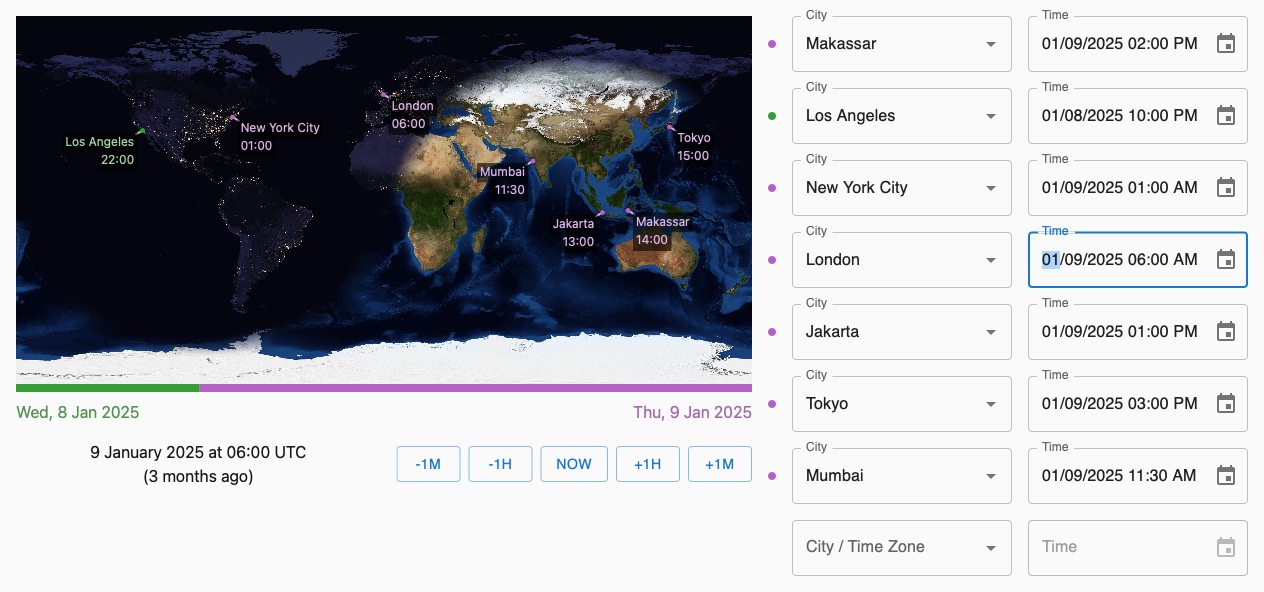 London
06:00
New York City
01:00
Los Angeles
22:00
Tokyo
15:00
Mumbai
11:30
Jakarta
13:00
Makassar
14:00
Wed, 8 Jan 2025
Thu, 9 Jan 2025
9 January 2025 at 06:00 UTC
(3 months ago)
-1M
-1H
NOW
+1H
+1M
City
Time
Makassar
01/09/2025 02:00 PM
City
Time
Los Angeles
01/08/2025 10:00 PM
City
Time
New York City
01/09/2025 01:00 AM
City
Time
London
01/09/2025 06:00 AM
City
Time
Jakarta
01/09/2025 01:00 PM
City
Time
Tokyo
01/09/2025 03:00 PM
City
Time
Mumbai
01/09/2025 11:30 AM
City / Time Zone
Time